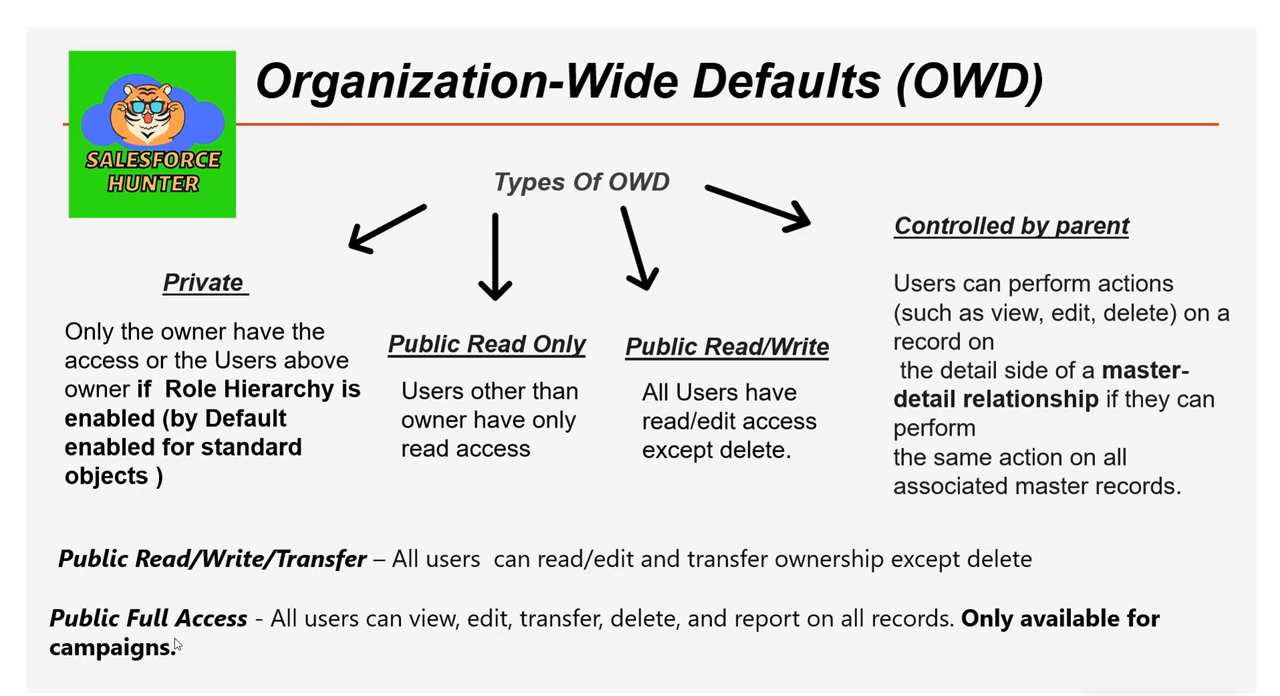 SALESFORCE
HUNTER
Organization-Wide Defaults (OWD)
Types Of OWD
Private
Only the owner have the
access or the Users above
owner if Role Hierarchy is
enabled (by Default
enabled for standard
objects )
Public Read Only
Users other than
owner have only
read access
Public Read/Write
All Users have
read/edit access
except delete.
Controlled by parent
Users can perform actions
(such as view, edit, delete) on a
record on
the detail side of a master-
detail relationship if they can
perform
the same action on all
associated master records.
Public Read/Write/Transfer – All users can read/edit and transfer ownership except delete
Public Full Access - All users can view, edit, transfer, delete, and report on all records. Only available for
campaigns.